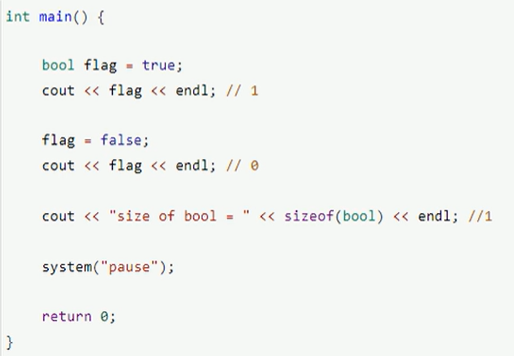 int main() {
bool flag = true;
cout << flag << endl; // 1
flag = false;
cout << flag << endl; // 0
cout << "size of bool = " << sizeof(bool) << endl; //1
system("pause");
return 0;
}